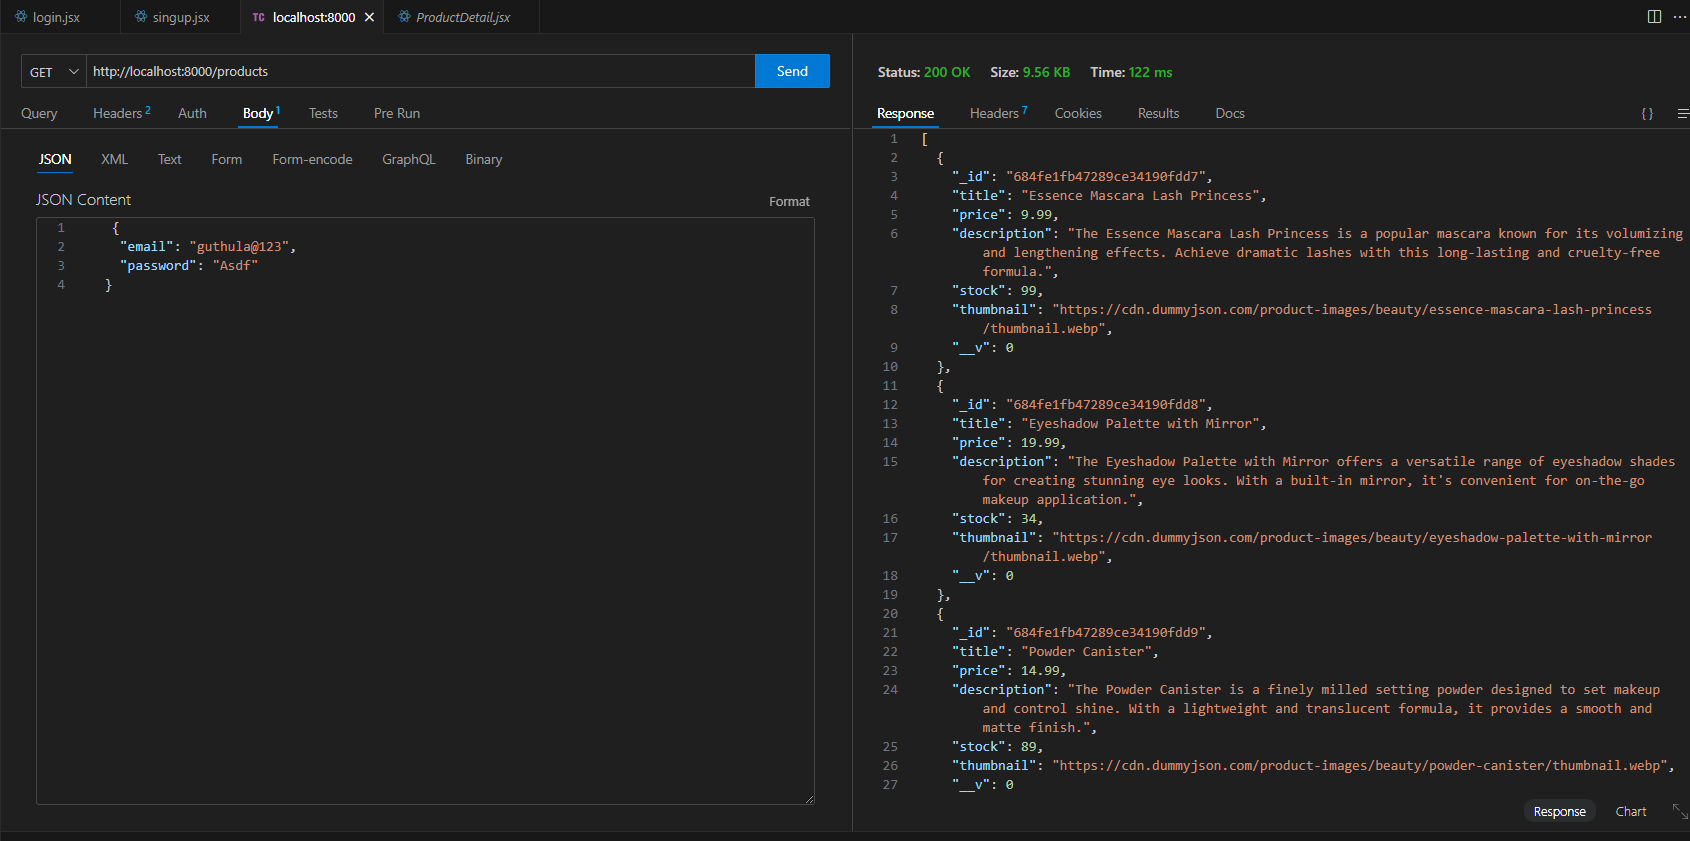 login.jsx
singup.jsx
TC localhost:8000
ProductDetail.jsx
GET
http://localhost:8000/products
Send
Query
Headers 2
Auth
Body 1
Tests
Pre Run
JSON
XML
Text
Form
Form-encode
GraphQL
Binary
JSON Content
Format
1 {
2 "email": "guthula@123",
3 "password": "Asdf"
4 }
Status: 200 OK Size: 9.56 KB Time: 122 ms
Response
Headers 7
Cookies
Results
Docs
{ }
1 [
2 {
3 "_id": "684fe1fb47289ce34190fdd7",
4 "title": "Essence Mascara Lash Princess",
5 "price": 9.99,
6 "description": "The Essence Mascara Lash Princess is a popular mascara known for its volumizing
and lengthening effects. Achieve dramatic lashes with this long-lasting and cruelty-free
formula.",
7 "stock": 99,
8 "thumbnail": "https://cdn.dummyjson.com/product-images/beauty/essence-mascara-lash-princess
/thumbnail.webp",
9 "__v": 0
10 },
11 {
12 "_id": "684fe1fb47289ce34190fdd8",
13 "title": "Eyeshadow Palette with Mirror",
14 "price": 19.99,
15 "description": "The Eyeshadow Palette with Mirror offers a versatile range of eyeshadow shades
for creating stunning eye looks. With a built-in mirror, it's convenient for on-the-go
makeup application.",
16 "stock": 34,
17 "thumbnail": "https://cdn.dummyjson.com/product-images/beauty/eyeshadow-palette-with-mirror
/thumbnail.webp",
18 "__v": 0
19 },
20 {
21 "_id": "684fe1fb47289ce34190fdd9",
22 "title": "Powder Canister",
23 "price": 14.99,
24 "description": "The Powder Canister is a finely milled setting powder designed to set makeup
and control shine. With a lightweight and translucent formula, it provides a smooth and
matte finish.",
25 "stock": 89,
26 "thumbnail": "https://cdn.dummyjson.com/product-images/beauty/powder-canister/thumbnail.webp",
27 "__v": 0
Response
Chart